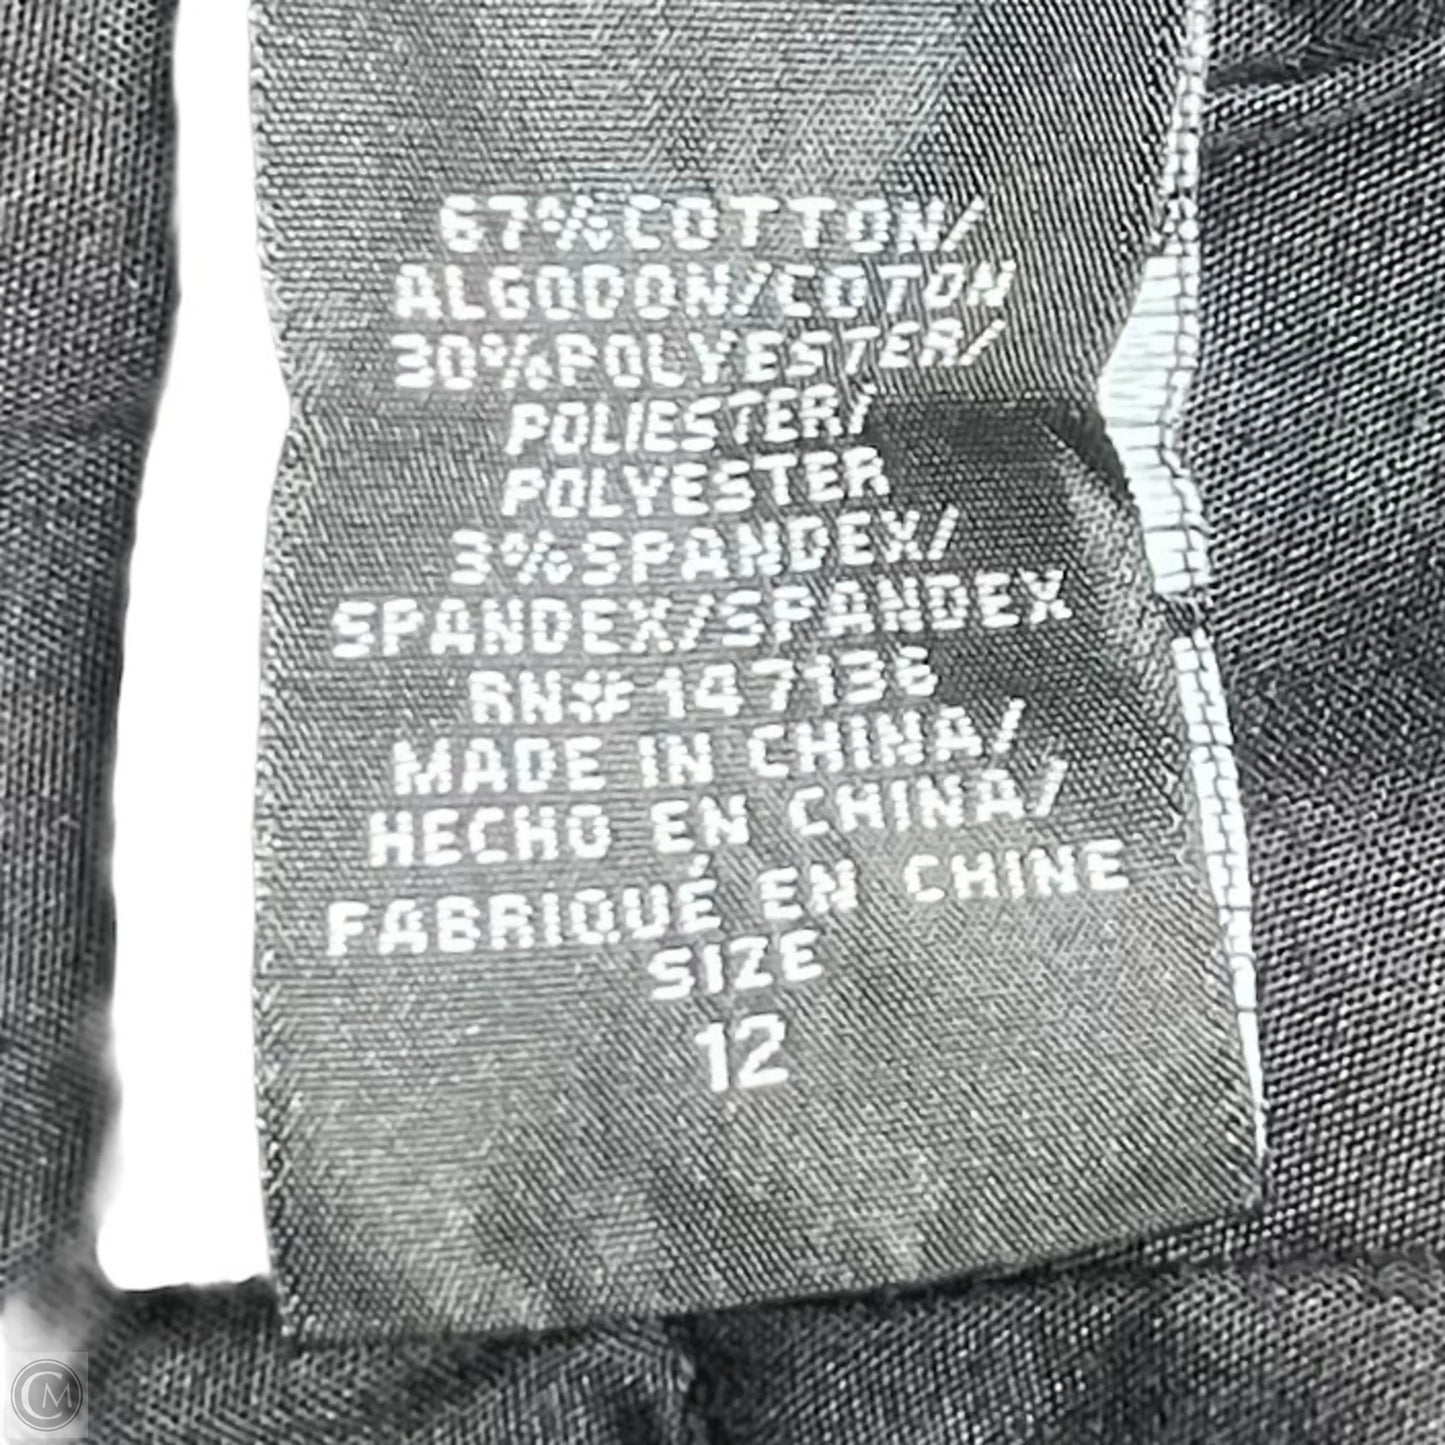 67%COTTON/
ALGODON/COTON
30%POLYESTER/
POLIESTER/
POLYESTER
3%SPANDEX/
SPANDEX/SPANDEX
RN# 147136
MADE IN CHINA/
HECHO EN CHINA/
FABRIQUÉ EN CHINE
SIZE
12
CM